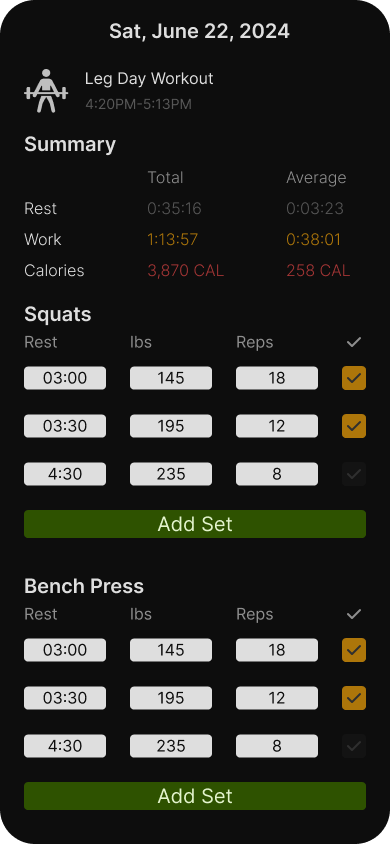 Sat, June 22, 2024
Leg Day Workout
4:20PM-5:13PM
Summary
Total Average
Rest 0:35:16 0:03:23
Work 1:13:57 0:38:01
Calories 3,870 CAL 258 CAL
Squats
Rest lbs Reps
03:00 145 18
03:30 195 12
4:30 235 8
Add Set
Bench Press
Rest lbs Reps
03:00 145 18
03:30 195 12
4:30 235 8
Add Set